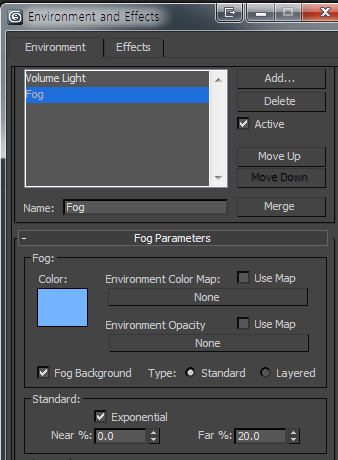 Environment and Effects
Environment Effects
Volume Light Add...
Fog Delete
Active
Move Up
Move Down
Name: Fog Merge
- Fog Parameters
Fog:
Color: Environment Color Map: Use Map
None
Environment Opacity Use Map
None
Fog Background Type: Standard Layered
Standard:
Exponential
Near %: 0.0 Far %: 20.0